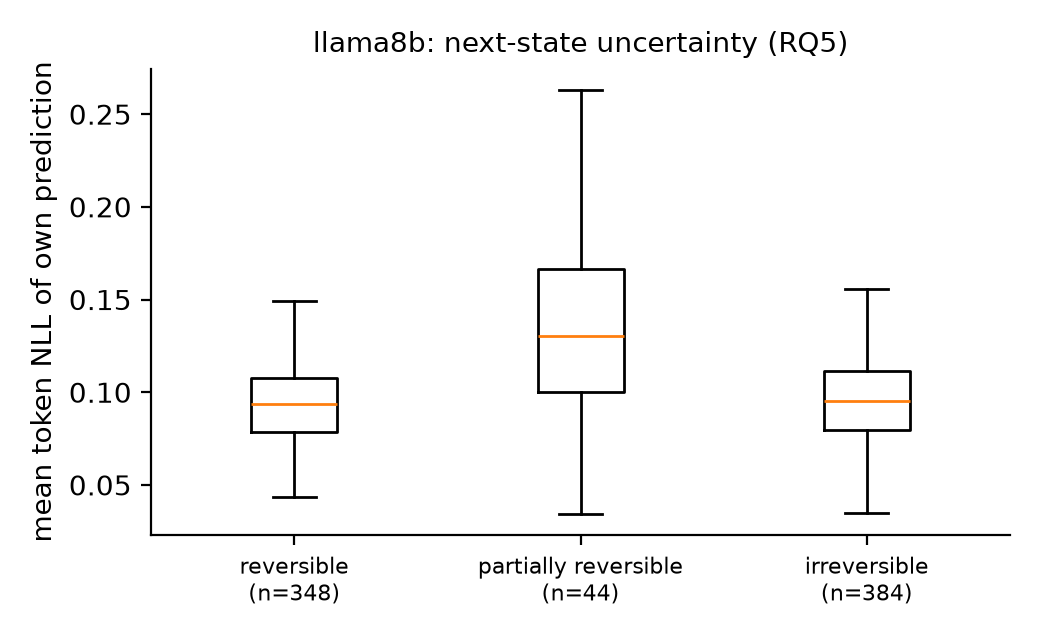 llama8b: next-state uncertainty (RQ5)
mean token NLL of own prediction
0.25
0.20
0.15
0.10
0.05
reversible
(n=348)
partially reversible
(n=44)
irreversible
(n=384)